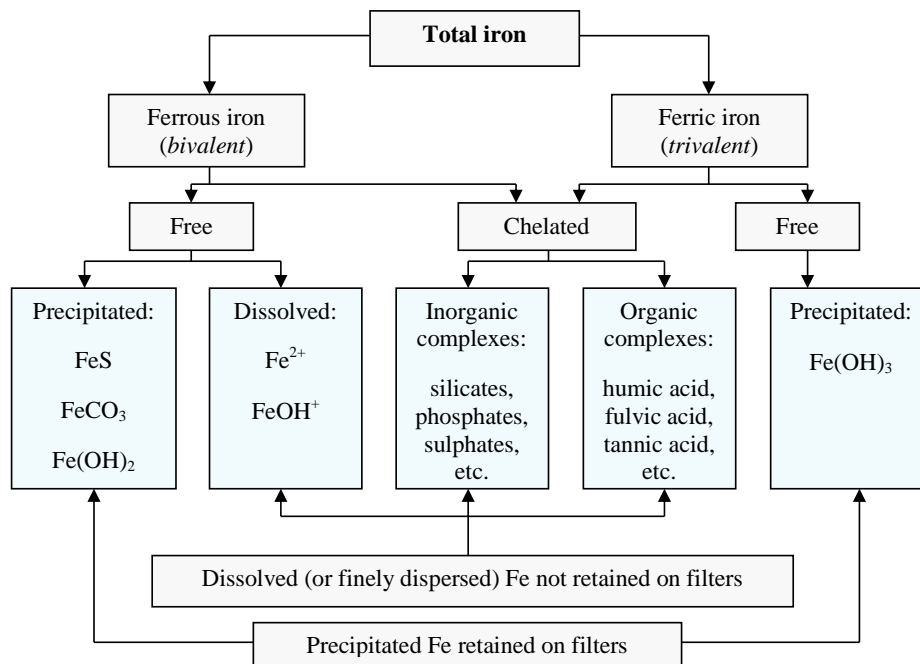 Total iron
Ferrous iron
(bivalent)
Ferric iron
(trivalent)
Free
Chelated
Free
Precipitated:
FeS
FeCO₃
Fe(OH)₂
Dissolved:
Fe²⁺
FeOH⁺
Inorganic
complexes:
silicates,
phosphates,
sulphates,
etc.
Organic
complexes:
humic acid,
fulvic acid,
tannic acid,
etc.
Precipitated:
Fe(OH)₃
Dissolved (or finely dispersed) Fe not retained on filters
Precipitated Fe retained on filters